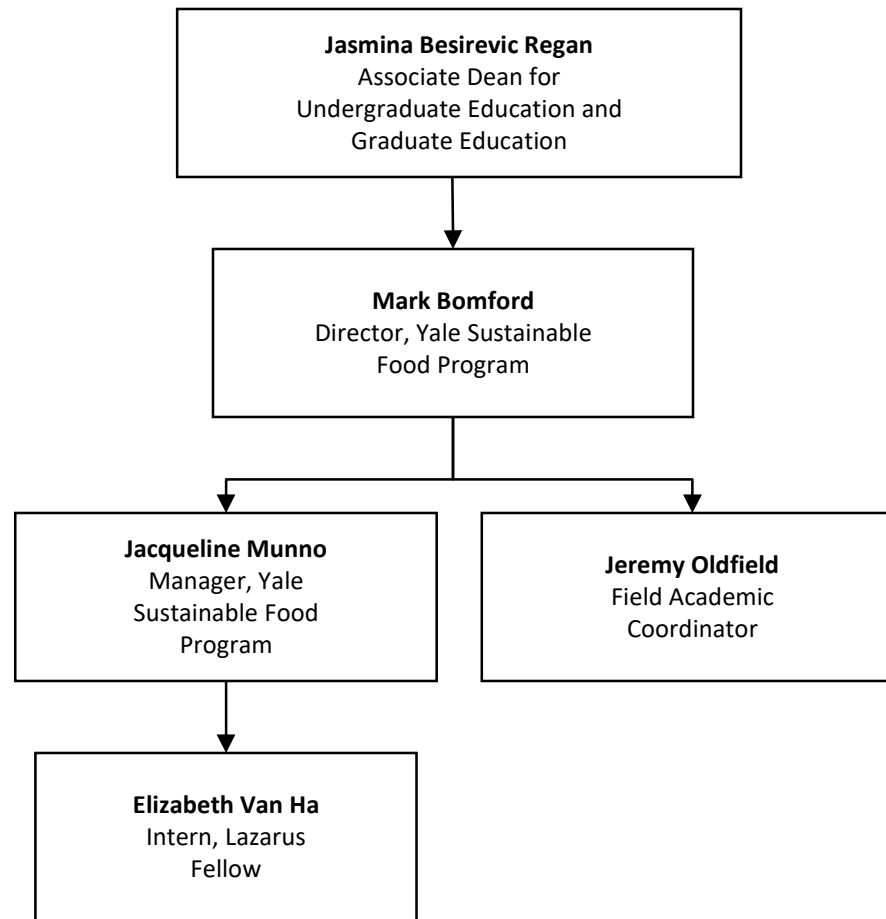 Jasmina Besirevic Regan
Associate Dean for
Undergraduate Education and
Graduate Education
Mark Bomford
Director, Yale Sustainable
Food Program
Jacqueline Munno
Manager, Yale
Sustainable Food
Program
Jeremy Oldfield
Field Academic
Coordinator
Elizabeth Van Ha
Intern, Lazarus
Fellow